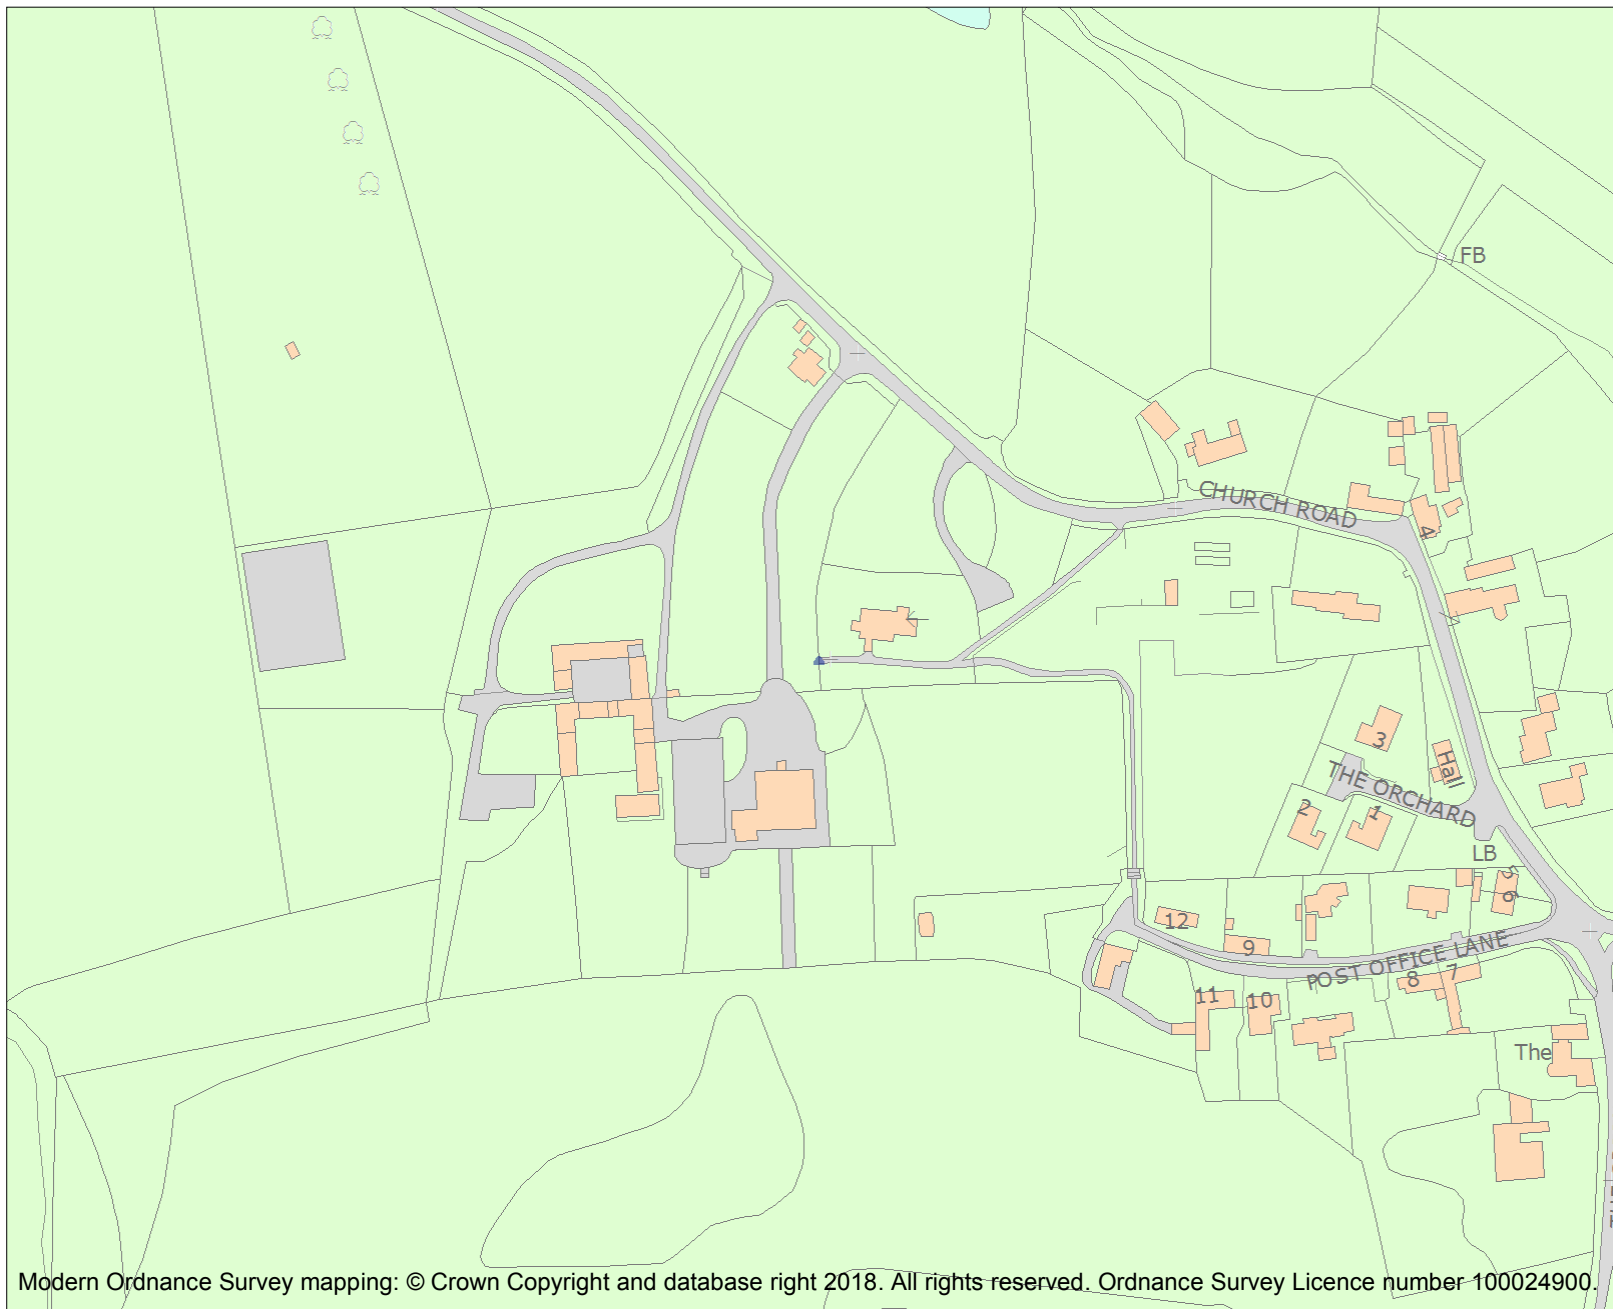 FB
CHURCH ROAD
4
3
Hall
THE ORCHARD
2
1
LB
5
6
12
9
POST OFFICE LANE
8
7
11
10
The
Modern Ordnance Survey mapping: © Crown Copyright and database right 2018. All rights reserved. Ordnance Survey Licence number 100024900.